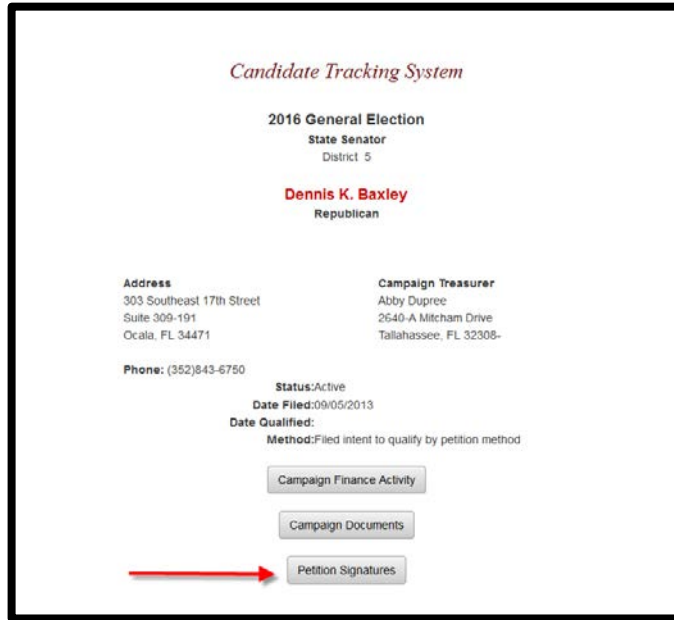 Candidate Tracking System
2016 General Election
State Senator
District 5
Dennis K. Baxley
Republican
Address
303 Southeast 17th Street
Suite 309-191
Ocala, FL 34471
Campaign Treasurer
Abby Dupree
2640-A Mitcham Drive
Tallahassee, FL 32308-
Phone: (352)843-6750
Status:Active
Date Filed:09/05/2013
Date Qualified:
Method:Filed intent to qualify by petition method
Campaign Finance Activity
Campaign Documents
Petition Signatures